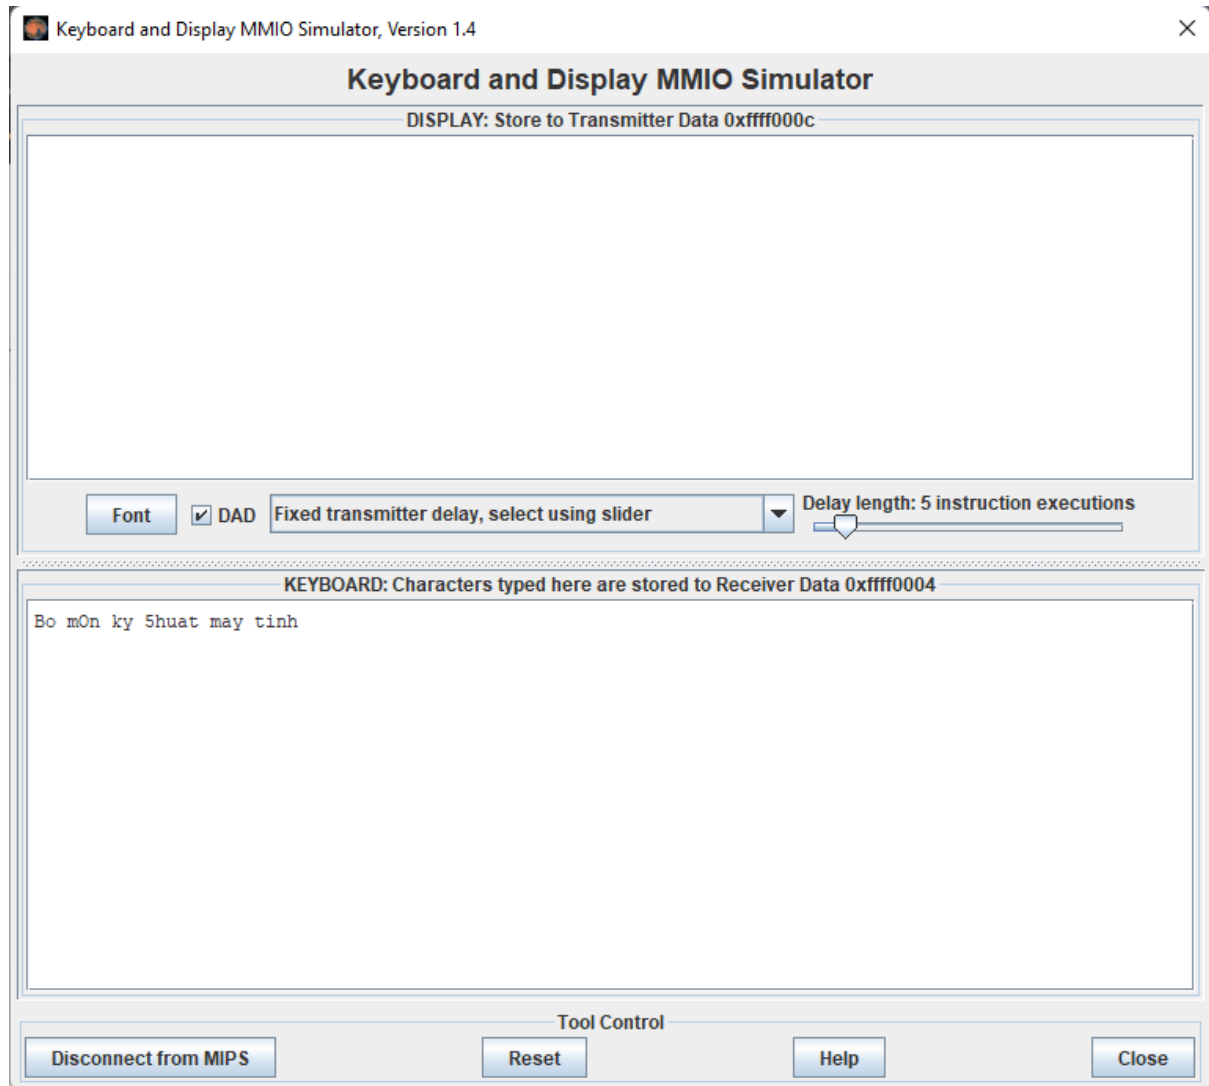 Keyboard and Display MMIO Simulator, Version 1.4
Keyboard and Display MMIO Simulator
DISPLAY: Store to Transmitter Data 0xffff000c
Font
DAD
Fixed transmitter delay, select using slider
Delay length: 5 instruction executions
KEYBOARD: Characters typed here are stored to Receiver Data 0xffff0004
Bo mOn ky 5huat may tinh
Tool Control
Disconnect from MIPS
Reset
Help
Close